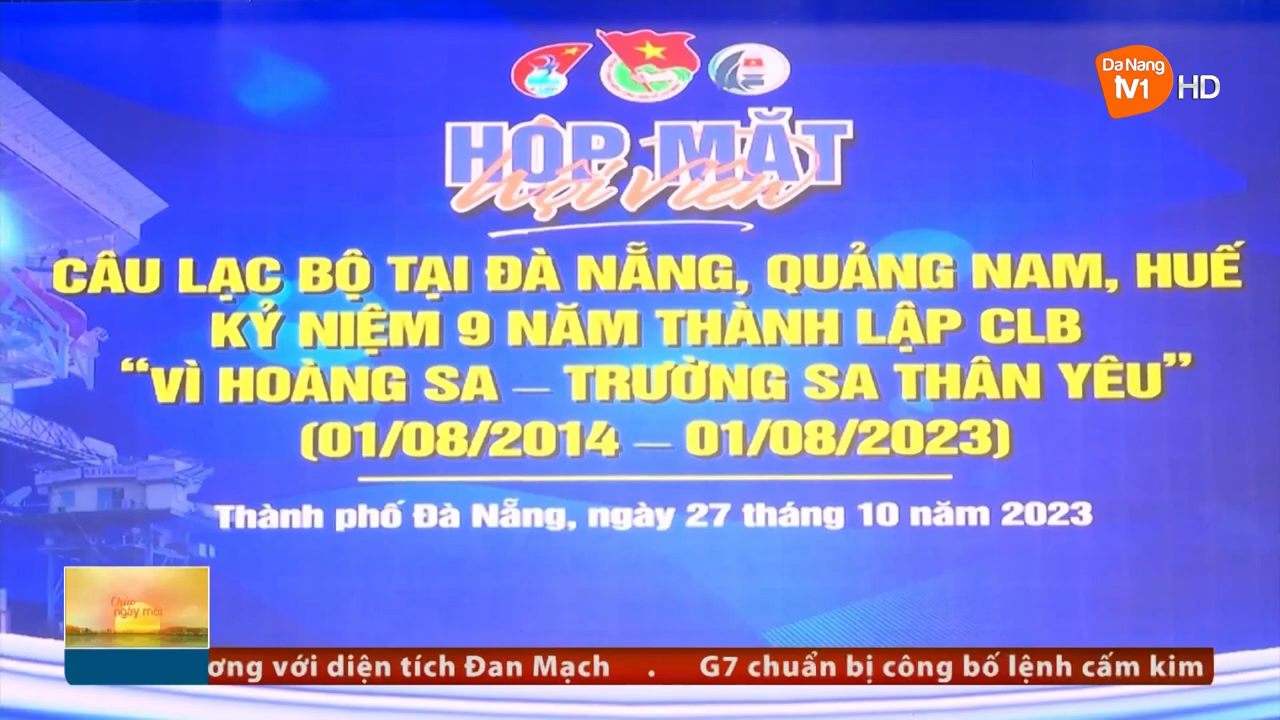 Da Nang
TV1 HD
HỌP MẶT
hội viên
CÂU LẠC BỘ TẠI ĐÀ NẴNG, QUẢNG NAM, HUẾ
KỶ NIỆM 9 NĂM THÀNH LẬP CLB
“VÌ HOÀNG SA – TRƯỜNG SA THÂN YÊU”
(01/08/2014 – 01/08/2023)
Thành phố Đà Nẵng, ngày 27 tháng 10 năm 2023
Chào
ngày mới
ơng với diện tích Đan Mạch . G7 chuẩn bị công bố lệnh cấm kim